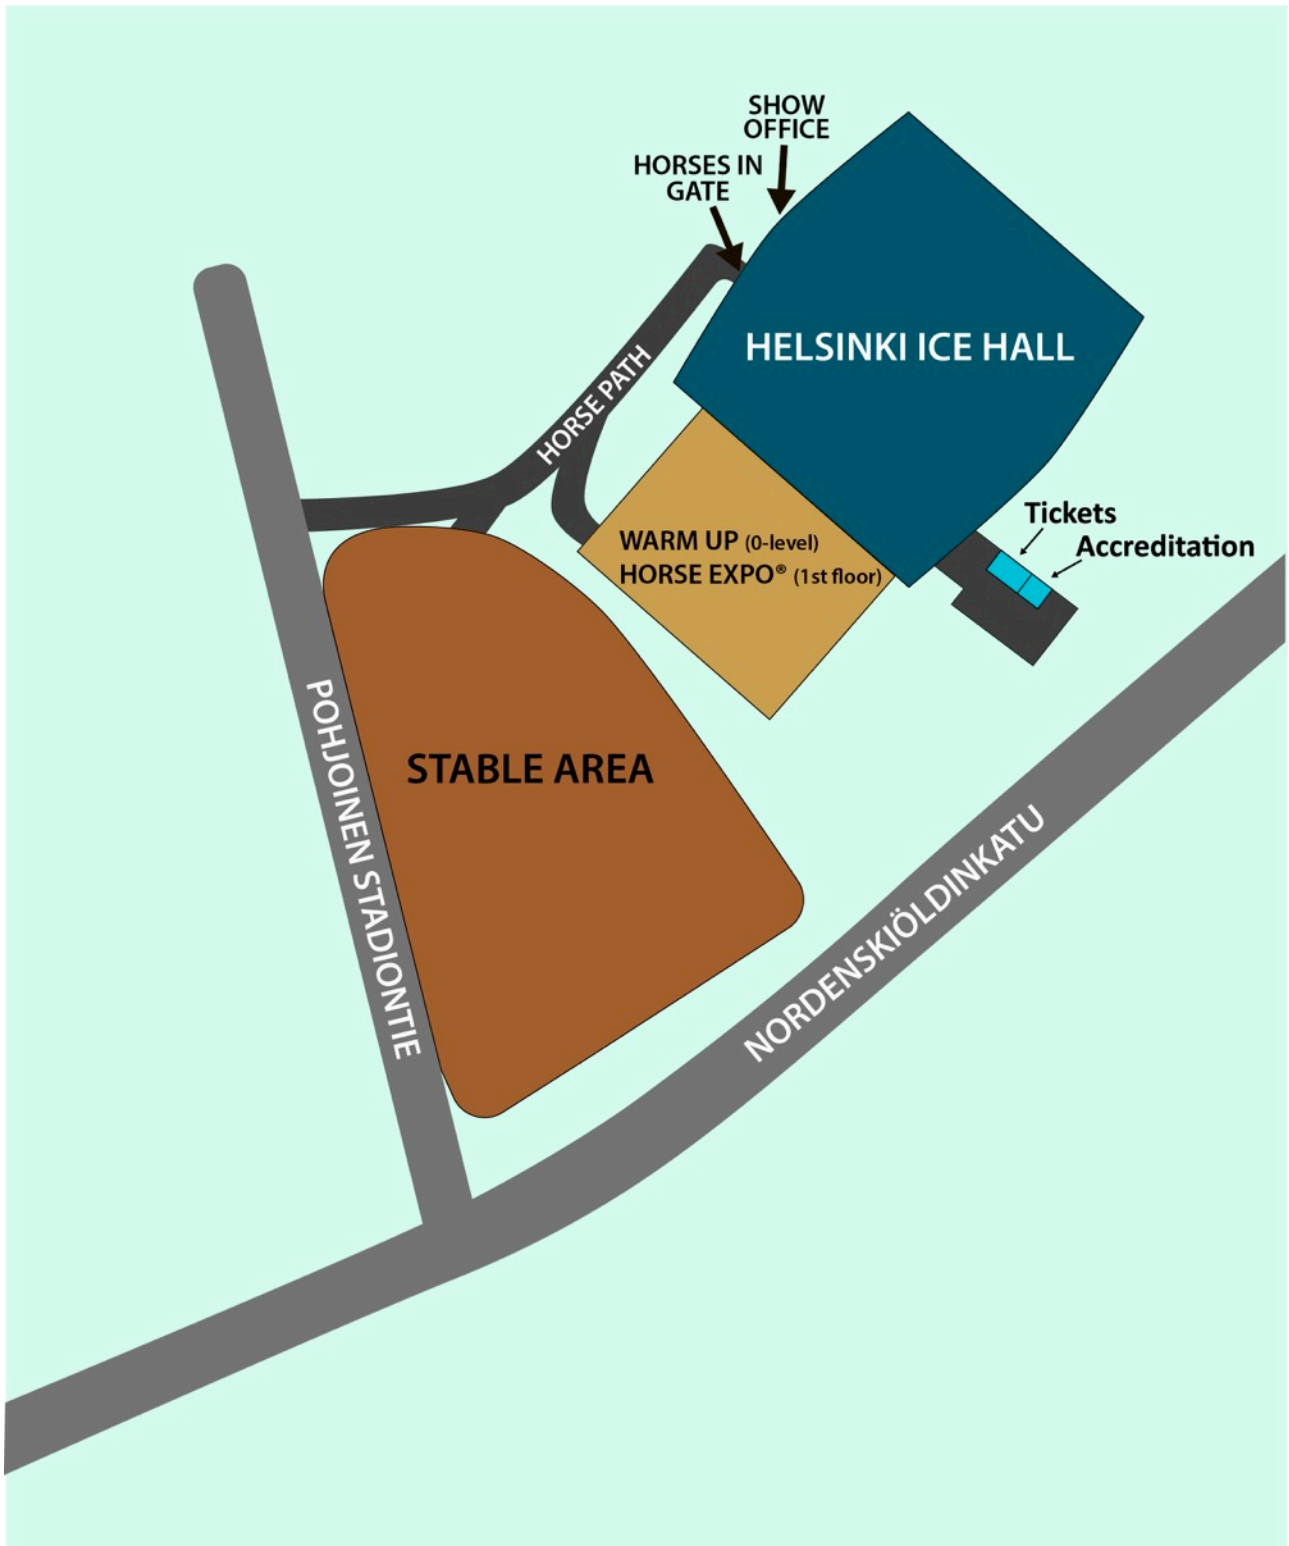 SHOW
OFFICE
HORSES IN
GATE
HELSINKI ICE HALL
HORSE PATH
Tickets
Accreditation
WARM UP (0-level)
HORSE EXPO® (1st floor)
STABLE AREA
POHJOINEN STADIONTIE
NORDENSKIÖLDINKATU